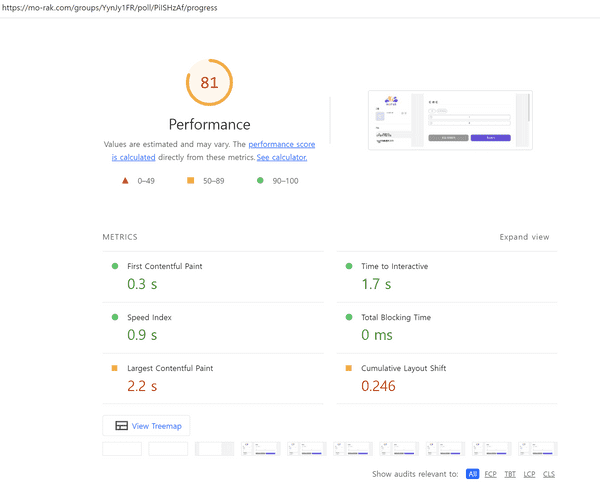 https://mo-rak.com/groups/YynJy1FR/poll/PiISHzAf/progress
81
Performance
Values are estimated and may vary. The performance score
is calculated directly from these metrics. See calculator.
0–49
50–89
90–100
METRICS
Expand view
First Contentful Paint
0.3 s
Time to Interactive
1.7 s
Speed Index
0.9 s
Total Blocking Time
0 ms
Largest Contentful Paint
2.2 s
Cumulative Layout Shift
0.246
View Treemap
Show audits relevant to: All FCP TBT LCP CLS